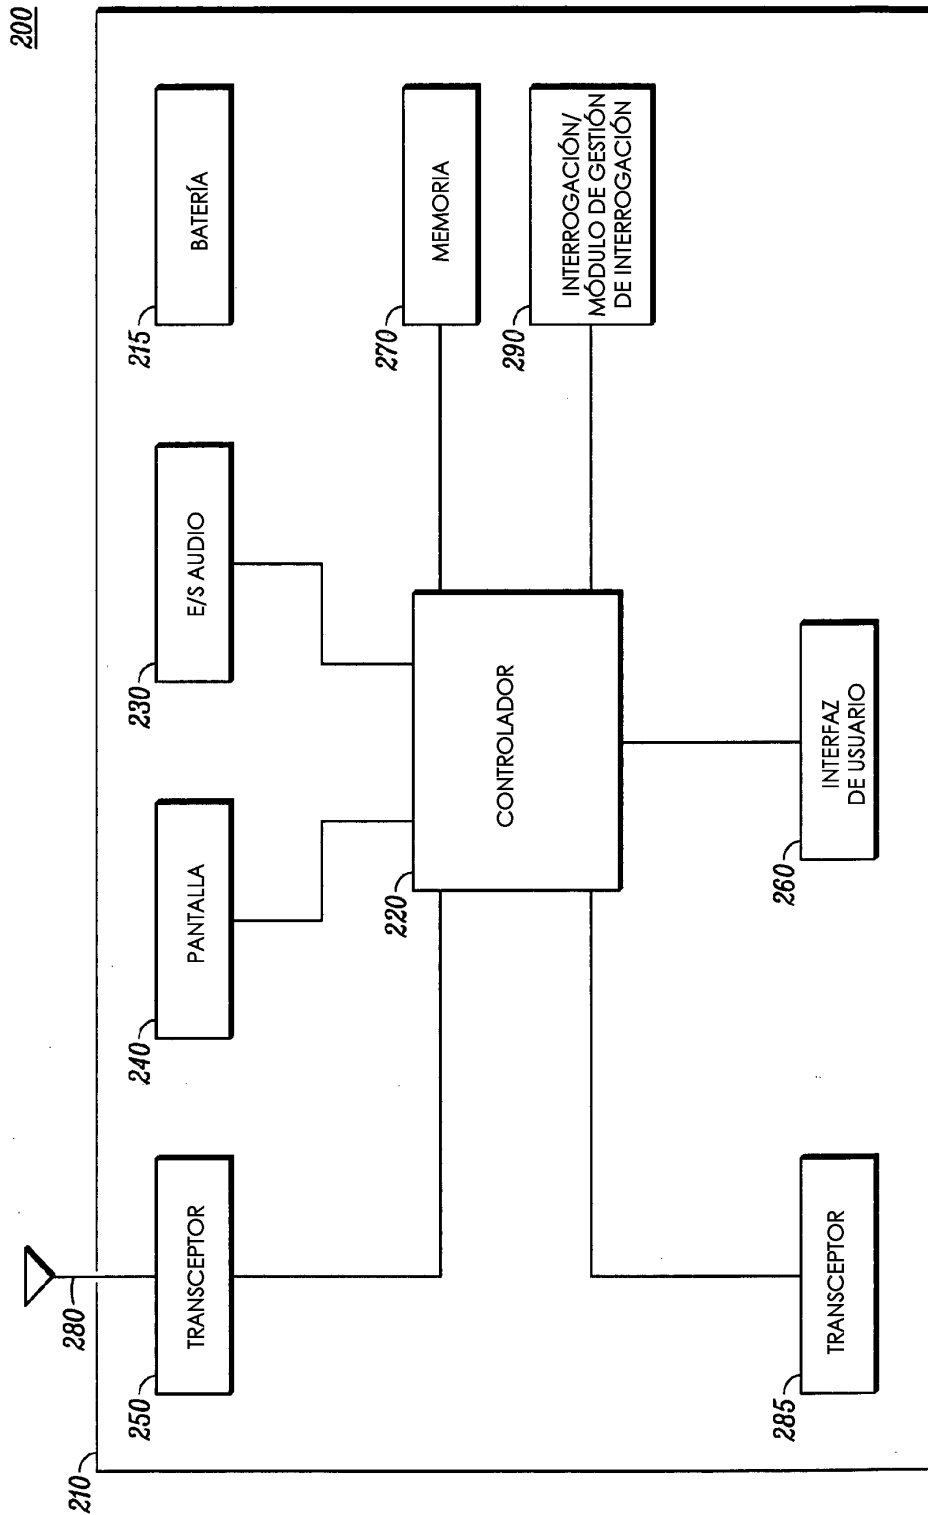 200
210
280
250
TRANSCEPTOR
240
PANTALLA
230
E/S AUDIO
215
BATERÍA
220
CONTROLADOR
270
MEMORIA
290
INTERROGACIÓN/
MÓDULO DE GESTIÓN
DE INTERROGACIÓN
285
TRANSCEPTOR
260
INTERFAZ
DE USUARIO